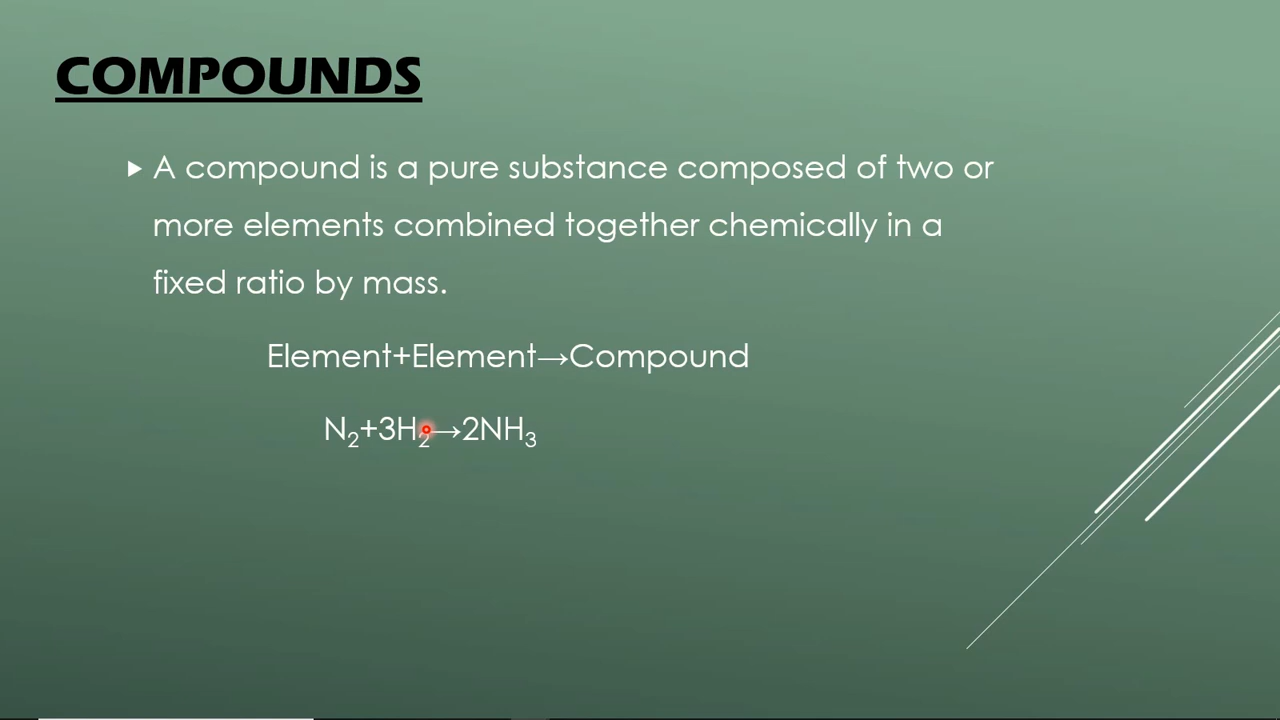 COMPOUNDS
A compound is a pure substance composed of two or
more elements combined together chemically in a
fixed ratio by mass.
Element+Element→Compound
N₂+3H₂→2NH₃